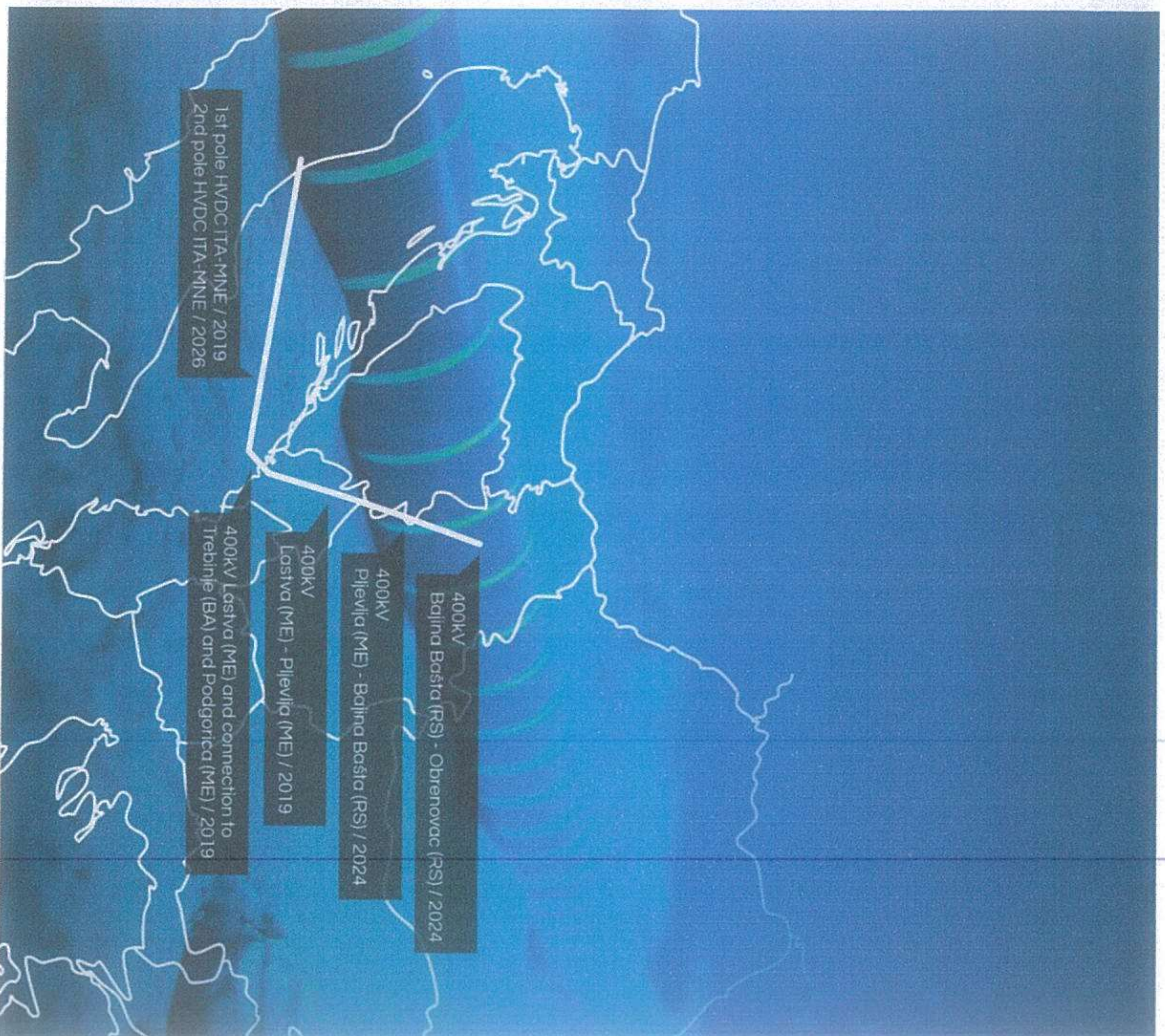 400kV
Bajina Bašta (RS) - Obrenovac (RS) / 2024
400kV
Pljevlja (ME) - Bajina Bašta (RS) / 2024
400kV
Lastva (ME) - Pljevlja (ME) / 2019
400kV Lastva (ME) and connection to
Trebinje (BA) and Podgorica (ME) / 2019
1st pole HVDC ITA-MNE / 2019
2nd pole HVDC ITA-MNE / 2026